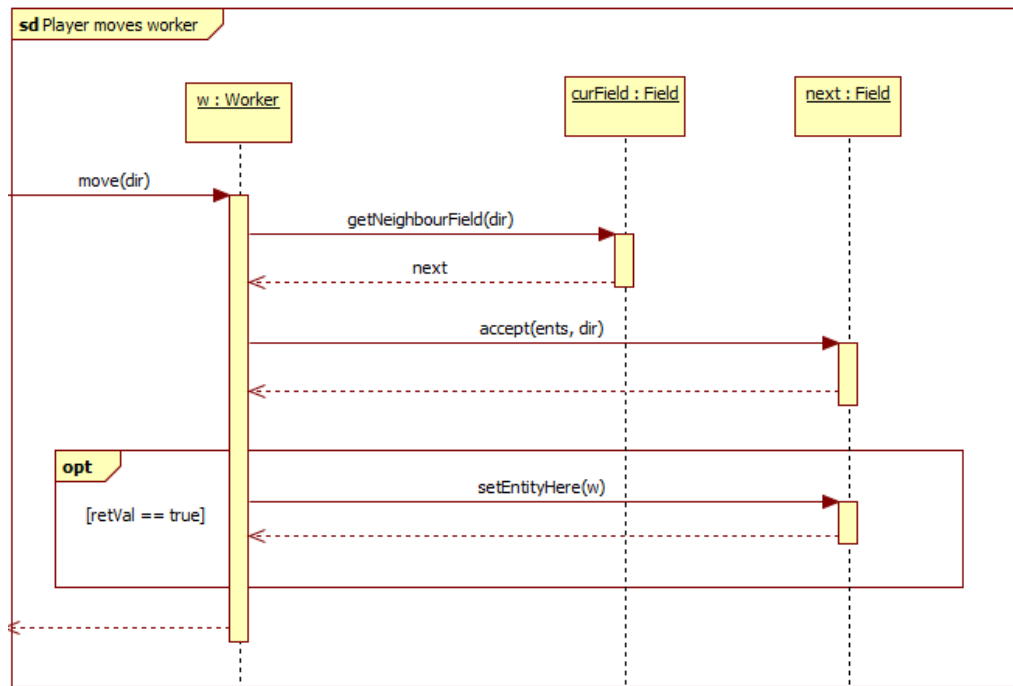 sd Player moves worker
w : Worker
curField : Field
next : Field
move(dir)
getNeighbourField(dir)
next
accept(ents, dir)
opt
setEntityHere(w)
[retVal == true]